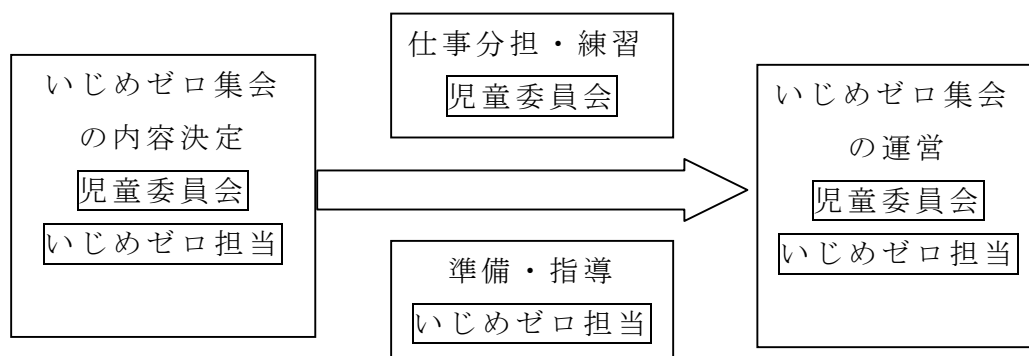 いじめゼロ集会
の内容決定
児童委員会
いじめゼロ担当
仕事分担・練習
児童委員会
準備・指導
いじめゼロ担当
いじめゼロ集会
の運営
児童委員会
いじめゼロ担当